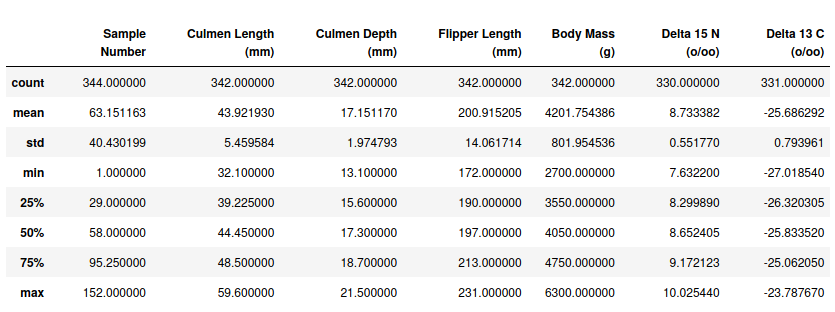 Sample Number Culmen Length (mm) Culmen Depth (mm) Flipper Length (mm) Body Mass (g) Delta 15 N (o/oo) Delta 13 C (o/oo)
count 344.000000 342.000000 342.000000 342.000000 342.000000 330.000000 331.000000
mean 63.151163 43.921930 17.151170 200.915205 4201.754386 8.733382 -25.686292
std 40.430199 5.459584 1.974793 14.061714 801.954536 0.551770 0.793961
min 1.000000 32.100000 13.100000 172.000000 2700.000000 7.632200 -27.018540
25% 29.000000 39.225000 15.600000 190.000000 3550.000000 8.299890 -26.320305
50% 58.000000 44.450000 17.300000 197.000000 4050.000000 8.652405 -25.833520
75% 95.250000 48.500000 18.700000 213.000000 4750.000000 9.172123 -25.062050
max 152.000000 59.600000 21.500000 231.000000 6300.000000 10.025440 -23.787670